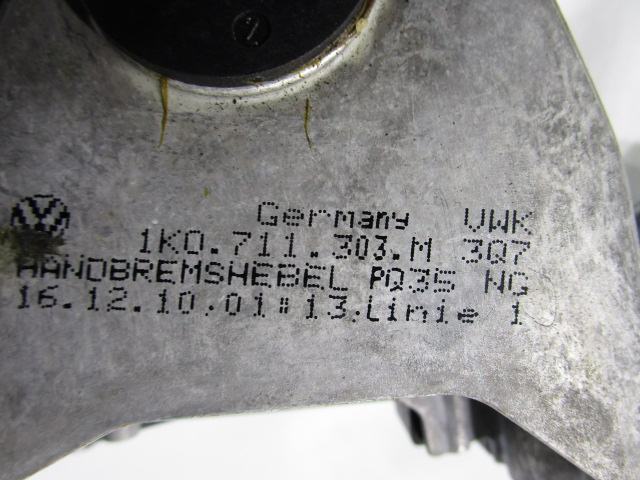 Germany VWK
1K0.711.303.M 3Q7
HANDBREMSHEBEL PQ35 NG
16.12.10 01 13.Linie 1